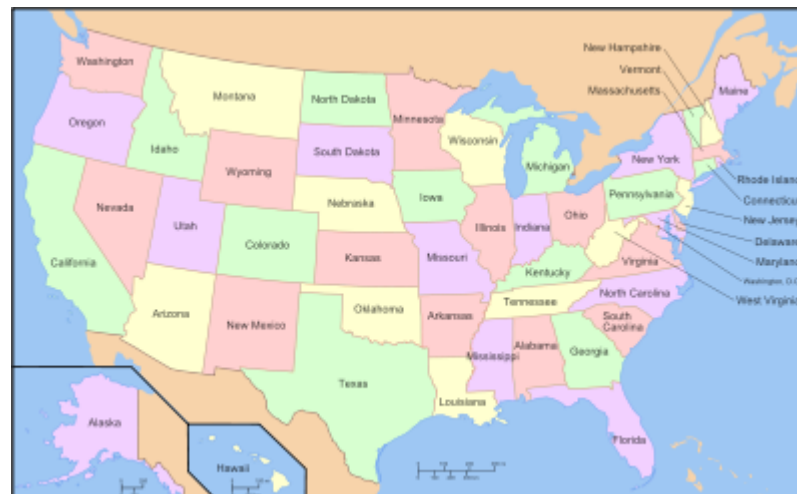 New Hampshire
Vermont
Massachusetts
Washington
Montana
North Dakota
Minnesota
Maine
Oregon
Idaho
Wisconsin
South Dakota
Michigan
New York
Wyoming
Rhode Island
Pennsylvania
Iowa
Nebraska
Connecticu
Nevada
Ohio
New Jersey
Utah
Illinois
Indiana
Delaware
Colorado
California
Kansas
Missouri
Virginia
Maryland
Kentucky
Washington, D.C
North Carolina
West Virginia
Tennessee
Oklahoma
Arizona
New Mexico
Arkansas
South
Carolina
Alabama
Georgia
Mississippi
Texas
Louisiana
Alaska
Florida
Hawaii